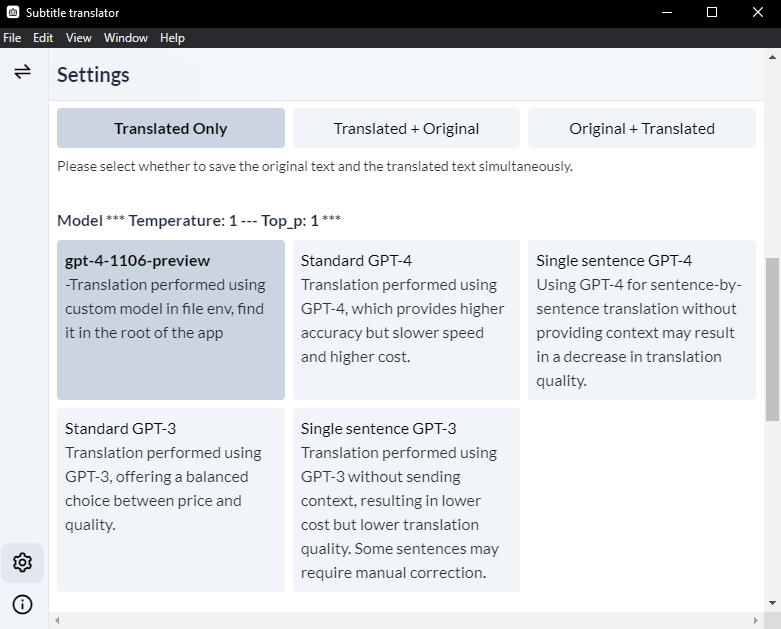 Subtitle translator
File Edit View Window Help
Settings
Translated Only
Translated + Original
Original + Translated
Please select whether to save the original text and the translated text simultaneously.
Model *** Temperature: 1 --- Top_p: 1 ***
gpt-4-1106-preview
-Translation performed using
custom model in file env, find
it in the root of the app
Standard GPT-4
Translation performed using
GPT-4, which provides higher
accuracy but slower speed
and higher cost.
Single sentence GPT-4
Using GPT-4 for sentence-by-
sentence translation without
providing context may result
in a decrease in translation
quality.
Standard GPT-3
Translation performed using
GPT-3, offering a balanced
choice between price and
quality.
Single sentence GPT-3
Translation performed using
GPT-3 without sending
context, resulting in lower
cost but lower translation
quality. Some sentences may
require manual correction.